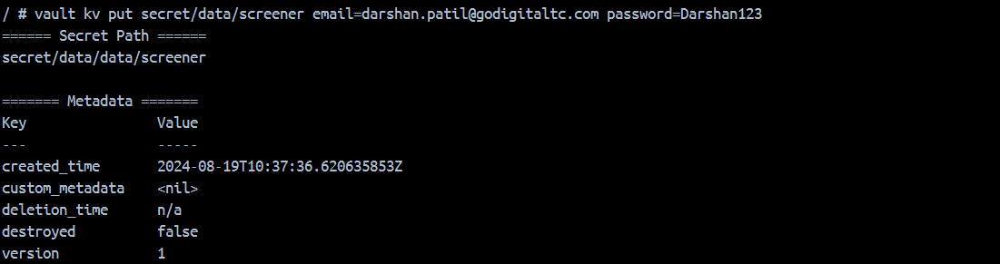 / # vault kv put secret/data/screener email=darshan.patil@godigitaltc.com password=Darshan123
====== Secret Path ======
secret/data/data/screener
======= Metadata =======
Key Value
--- -----
created_time 2024-08-19T10:37:36.620635853Z
custom_metadata <nil>
deletion_time n/a
destroyed false
version 1